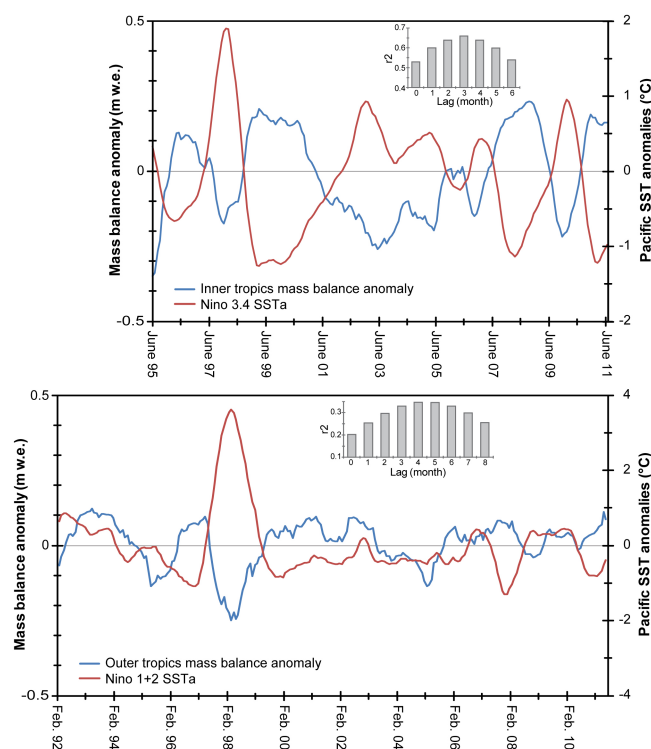 0.5
0
-0.5
Mass balance anomaly (m w.e.)
2
1
0
-1
-2
Pacific SST anomalies (°C)
0.7
0.6
0.5
0.4
r2
0 1 2 3 4 5 6
Lag (month)
Inner tropics mass balance anomaly
Nino 3.4 SSTa
June 95
June 97
June 99
June 01
June 03
June 05
June 07
June 09
June 11
0.5
0
-0.5
Mass balance anomaly (m w.e.)
4
2
0
-2
-4
Pacific SST anomalies (°C)
0.3
0.2
0.1
r2
0 1 2 3 4 5 6 7 8
Lag (month)
Outer tropics mass balance anomaly
Nino 1+2 SSTa
Feb. 92
Feb. 94
Feb. 96
Feb. 98
Feb. 00
Feb. 02
Feb. 04
Feb. 06
Feb. 08
Feb. 10